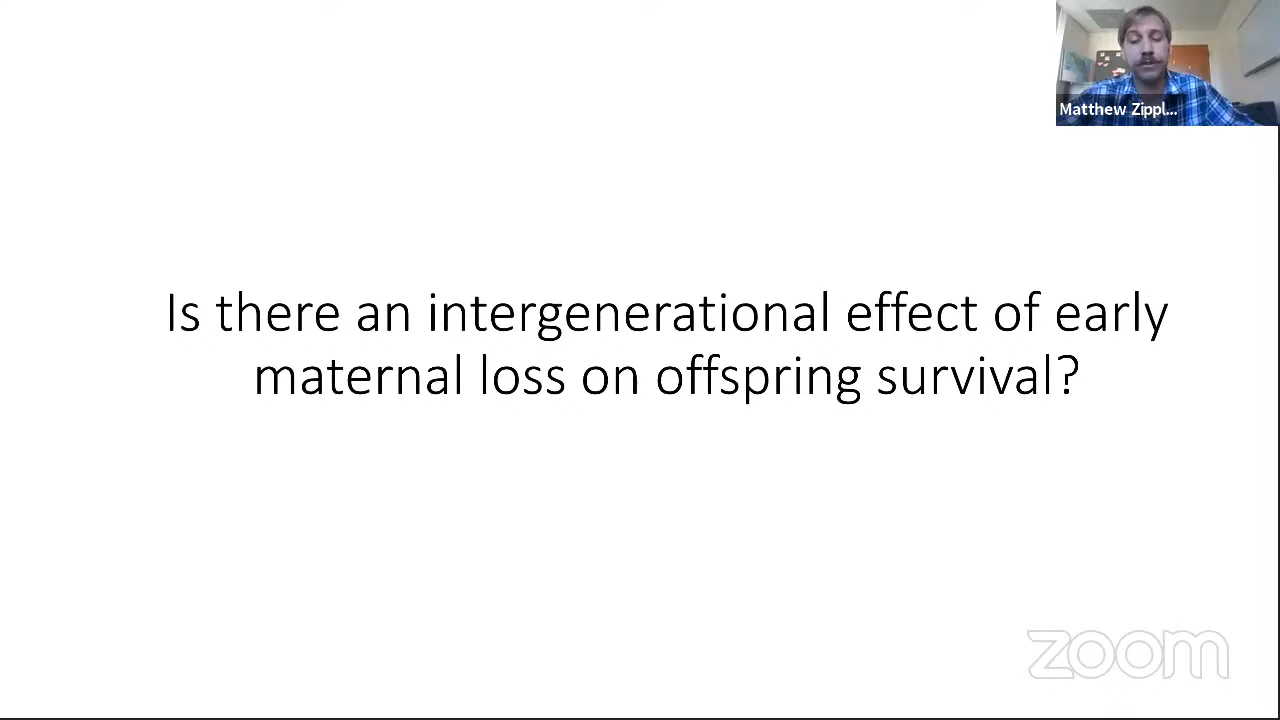 Matthew Zippl...
Is there an intergenerational effect of early
maternal loss on offspring survival?
zoom